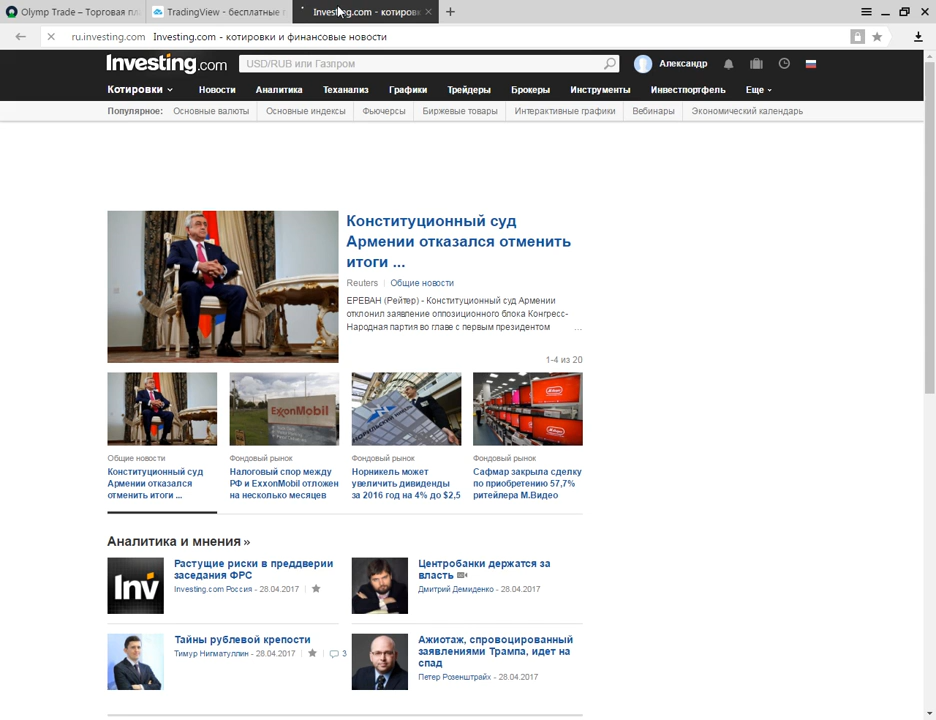 Olymp Trade – Торговая пл
TradingView - бесплатные
Investing.com - котировк
ru.investing.com Investing.com - котировки и финансовые новости
Investing.com
USD/RUB или Газпром
Александр
Котировки Новости Аналитика Теханализ Графики Трейдеры Брокеры Инструменты Инвестпортфель Еще
Популярное: Основные валюты Основные индексы Фьючерсы Биржевые товары Интерактивные графики Вебинары Экономический календарь
Конституционный суд
Армении отказался отменить
итоги ...
Reuters Общие новости
ЕРЕВАН (Рейтер) - Конституционный суд Армении
отклонил заявление оппозиционного блока Конгресс-
Народная партия во главе с первым президентом ...
1-4 из 20
ExxonMobil
Общие новости
Конституционный суд
Армении отказался
отменить итоги ...
Фондовый рынок
Налоговый спор между
РФ и ExxonMobil отложен
на несколько месяцев
Фондовый рынок
Норникель может
увеличить дивиденды
за 2016 год на 4% до $2,5
Фондовый рынок
Сафмар закрыла сделку
по приобретению 57,7%
ритейлера М.Видео
Аналитика и мнения »
Inv
Растущие риски в преддверии
заседания ФРС
Investing.com Россия - 28.04.2017
Центробанки держатся за
власть
Дмитрий Демиденко - 28.04.2017
Тайны рублевой крепости
Тимур Нигматуллин - 28.04.2017 3
Ажиотаж, спровоцированный
заявлениями Трампа, идет на
спад
Петер Розенштрайх - 28.04.2017